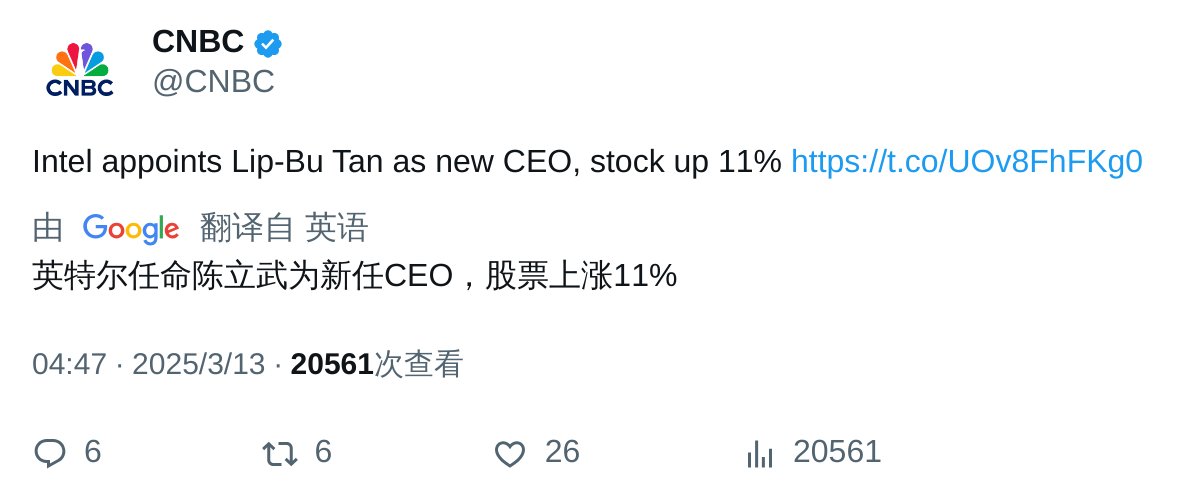 CNBC
CNBC
@CNBC
Intel appoints Lip-Bu Tan as new CEO, stock up 11% https://t.co/UOv8FhFKg0
由 Google 翻译自 英语
英特尔任命陈立武为新任CEO，股票上涨11%
04:47 · 2025/3/13 · 20561次查看
6 6 26 20561